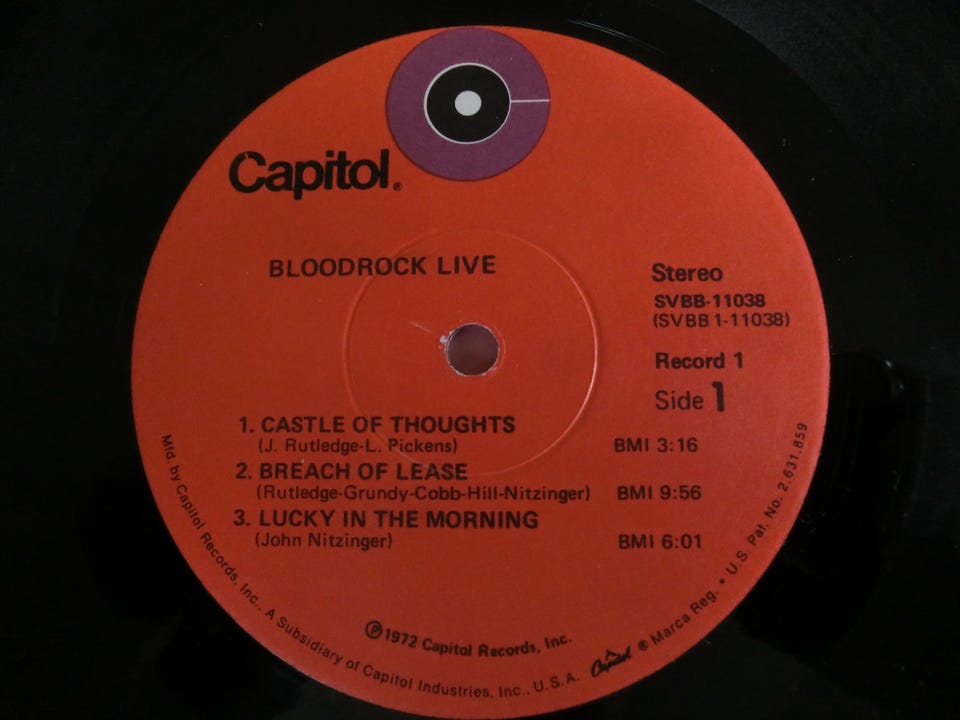 Capitol®
BLOODROCK LIVE
Stereo
SVBB-11038
(SVBB 1-11038)
Record 1
Side 1
1. CASTLE OF THOUGHTS
(J. Rutledge-L. Pickens) BMI 3:16
2. BREACH OF LEASE
(Rutledge-Grundy-Cobb-Hill-Nitzinger) BMI 9:56
3. LUCKY IN THE MORNING
(John Nitzinger) BMI 6:01
℗1972 Capitol Records, Inc.
Mfd. by Capitol Records, Inc., A Subsidiary of Capitol Industries, Inc., U.S.A. Capitol ® Marca Reg. • U.S. Pat. No. 2,631,859